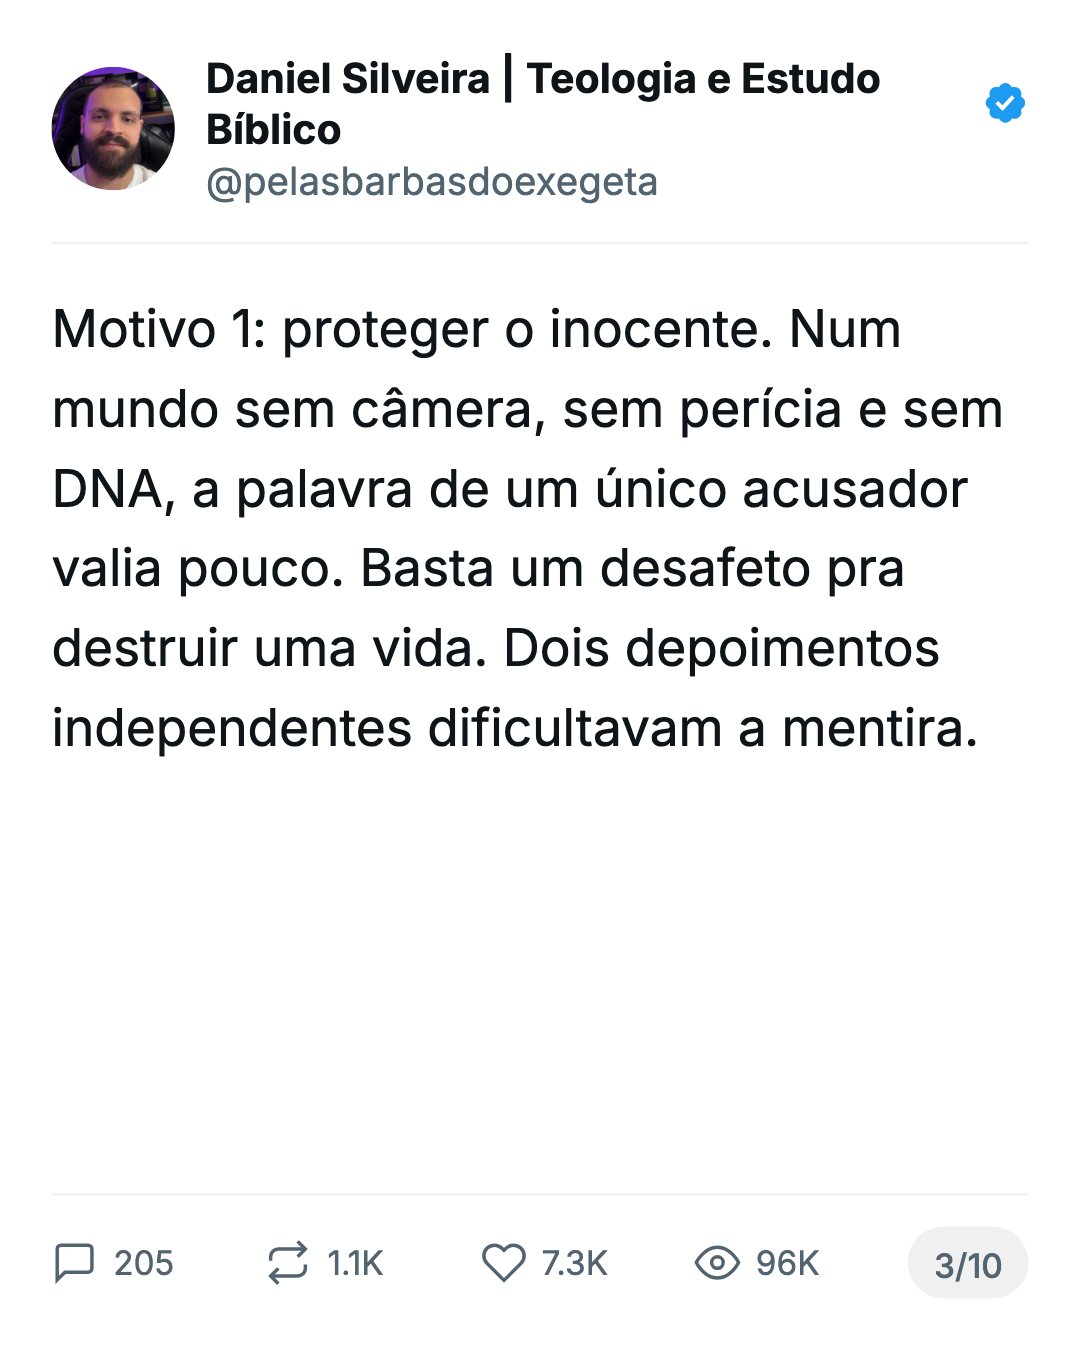 Daniel Silveira | Teologia e Estudo
Bíblico
@pelasbarbasdoexegeta
Motivo 1: proteger o inocente. Num
mundo sem câmera, sem perícia e sem
DNA, a palavra de um único acusador
valia pouco. Basta um desafeto pra
destruir uma vida. Dois depoimentos
independentes dificultavam a mentira.
205 1.1K 7.3K 96K 3/10